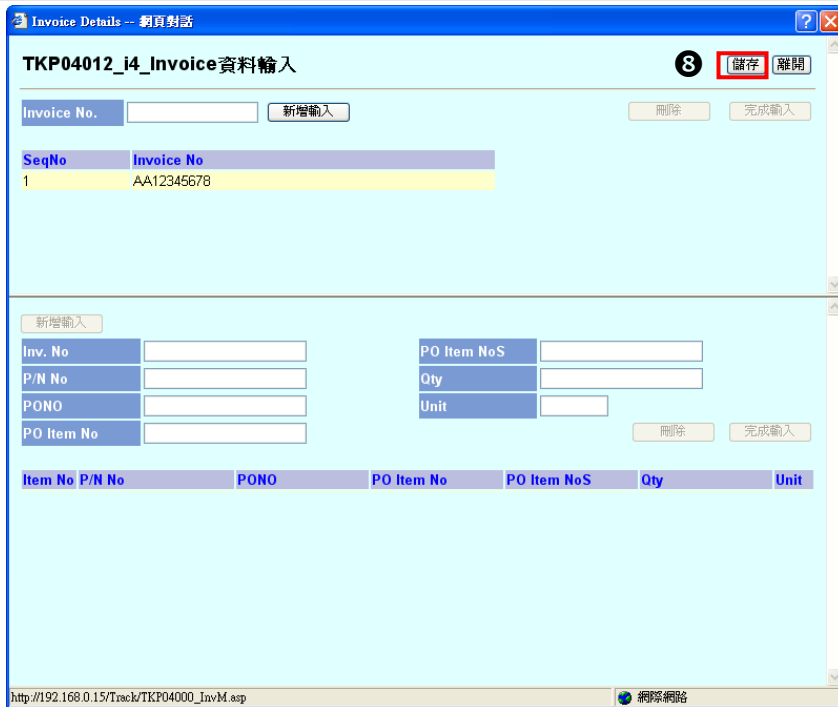 Invoice Details -- 網頁對話
TKP04012_i4_Invoice資料輸入
❽ 儲存 離開
Invoice No. 新增輸入 刪除 完成輸入
SeqNo Invoice No
1 AA12345678
新增輸入
Inv. No PO Item NoS
P/N No Qty
PONO Unit
PO Item No 刪除 完成輸入
Item No P/N No PONO PO Item No PO Item NoS Qty Unit
http://192.168.0.15/Track/TKP04000_InvM.asp 網際網路